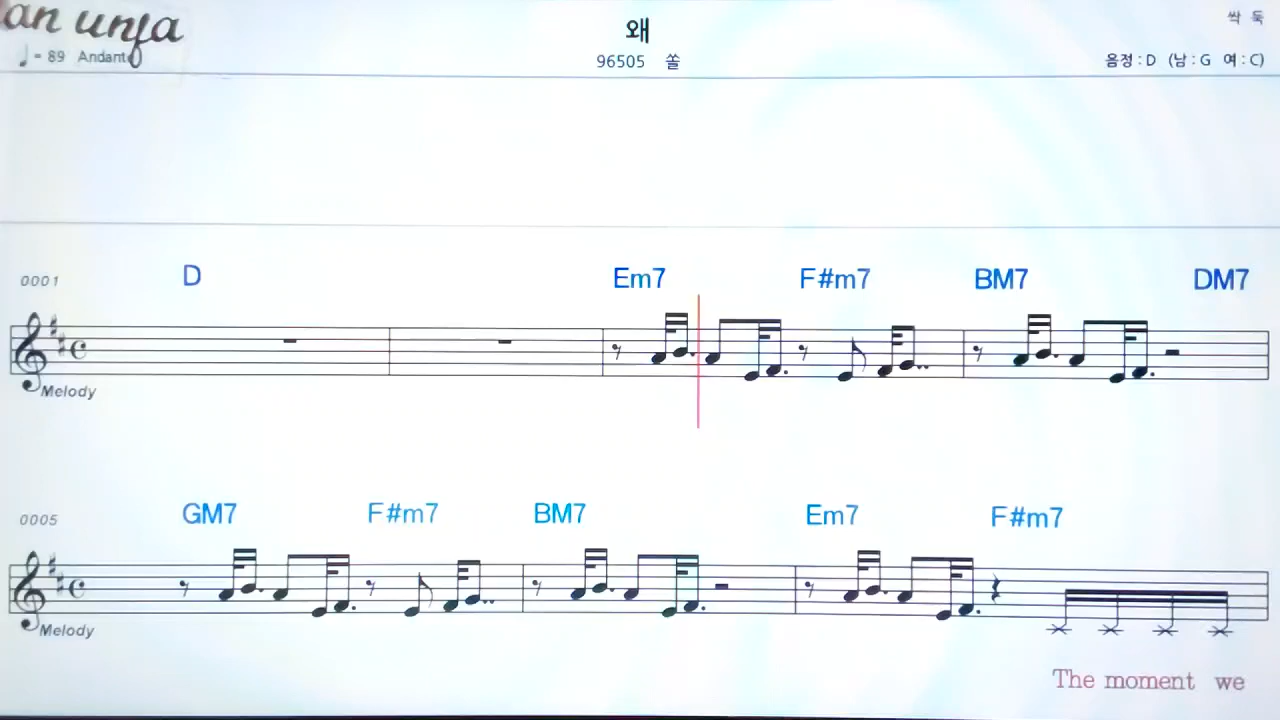 an unfa
왜
싹 둑
♩= 89 Andante
96505 쏠
음정 : D (남 : G 여 : C)
0001
D Em7 F#m7 BM7 DM7
Melody
0005
GM7 F#m7 BM7 Em7 F#m7
Melody
The moment we